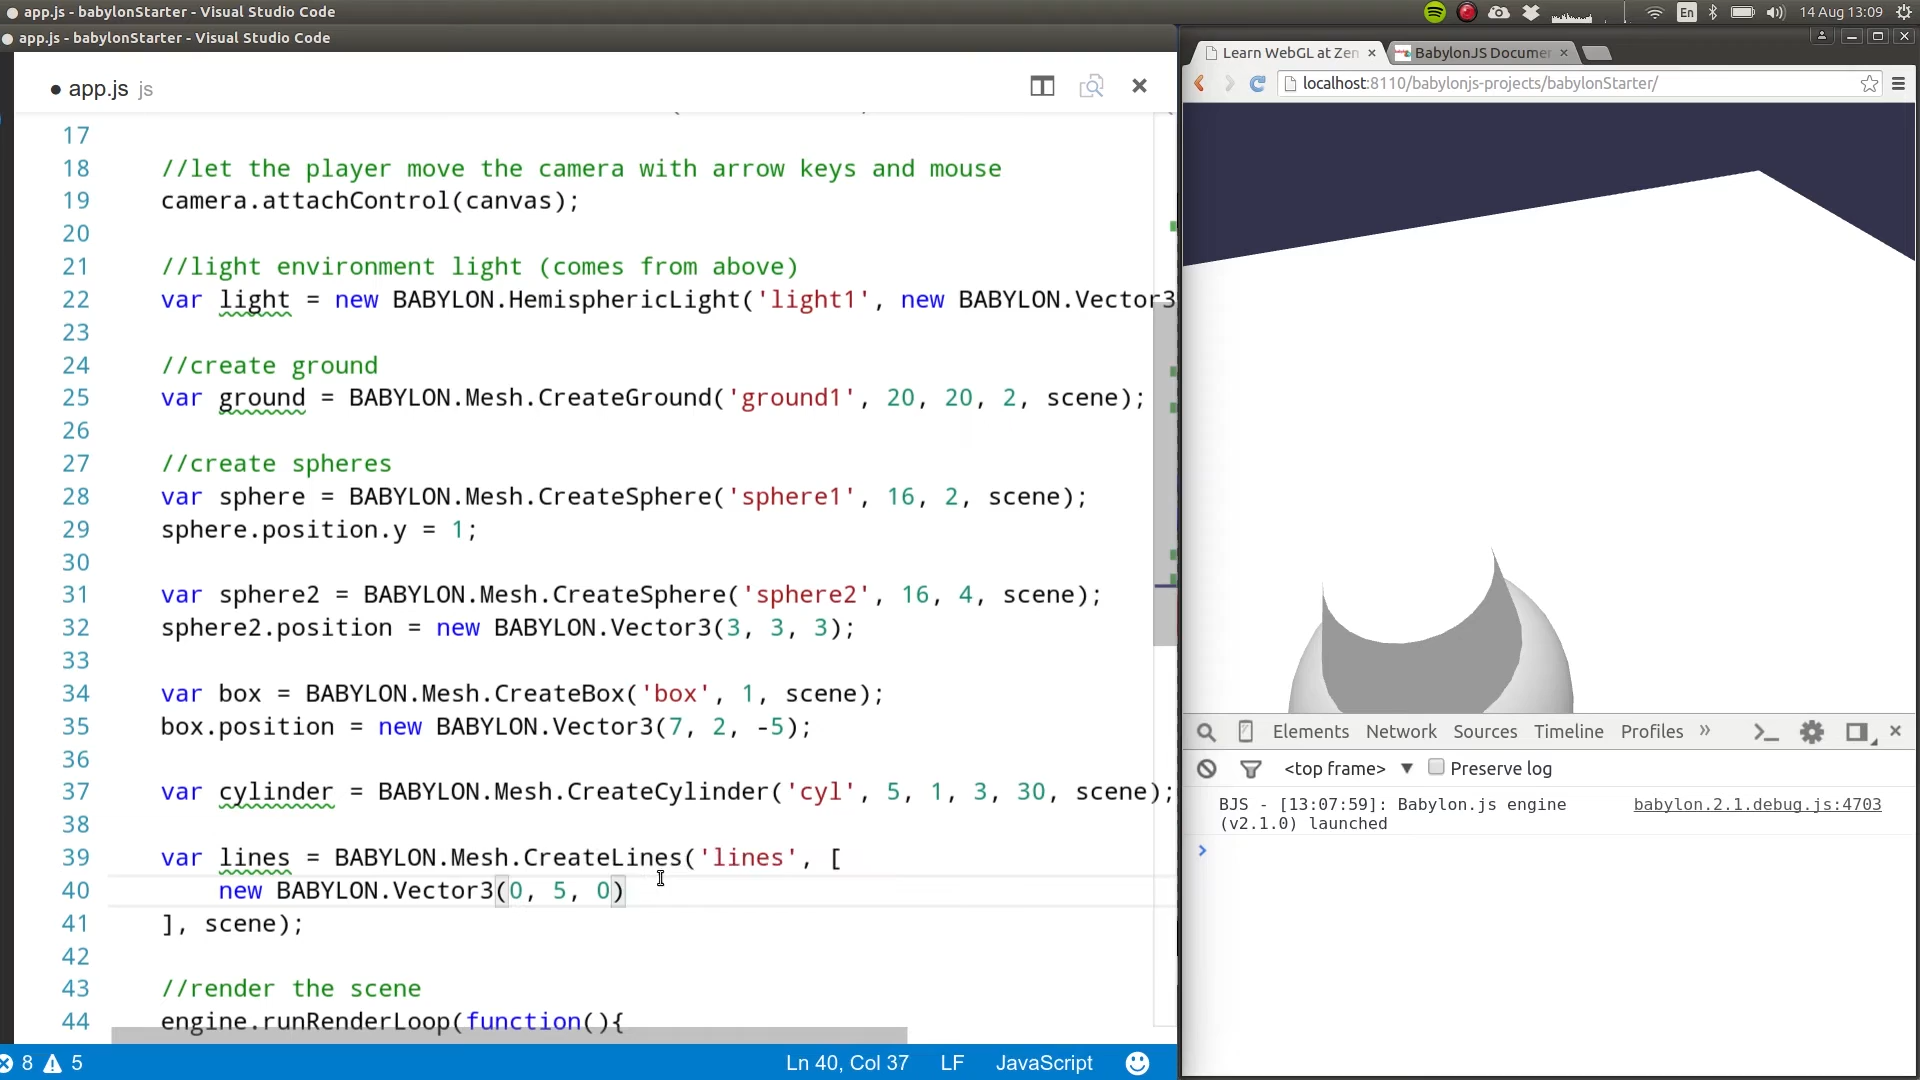 app.js - babylonStarter - Visual Studio Code
En
14 Aug 13:09
app.js - babylonStarter - Visual Studio Code
Learn WebGL at Zen
BabylonJS Documen
localhost:8110/babylonjs-projects/babylonStarter/
app.js js
17
18 //let the player move the camera with arrow keys and mouse
19 camera.attachControl(canvas);
20
21 //light environment light (comes from above)
22 var light = new BABYLON.HemisphericLight('light1', new BABYLON.Vector3
23
24 //create ground
25 var ground = BABYLON.Mesh.CreateGround('ground1', 20, 20, 2, scene);
26
27 //create spheres
28 var sphere = BABYLON.Mesh.CreateSphere('sphere1', 16, 2, scene);
29 sphere.position.y = 1;
30
31 var sphere2 = BABYLON.Mesh.CreateSphere('sphere2', 16, 4, scene);
32 sphere2.position = new BABYLON.Vector3(3, 3, 3);
33
34 var box = BABYLON.Mesh.CreateBox('box', 1, scene);
35 box.position = new BABYLON.Vector3(7, 2, -5);
36
37 var cylinder = BABYLON.Mesh.CreateCylinder('cyl', 5, 1, 3, 30, scene);
38
39 var lines = BABYLON.Mesh.CreateLines('lines', [
40 new BABYLON.Vector3(0, 5, 0)
41 ], scene);
42
43 //render the scene
44 engine.runRenderLoop(function(){
8 5
Ln 40, Col 37
LF
JavaScript
Elements Network Sources Timeline Profiles »
<top frame> ▼ Preserve log
BJS - [13:07:59]: Babylon.js engine babylon.2.1.debug.js:4703
(v2.1.0) launched
>